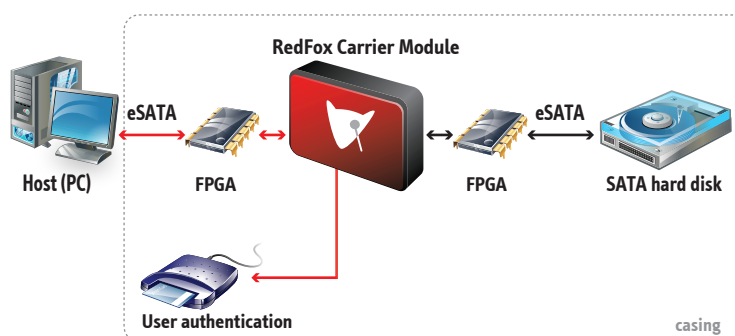 RedFox Carrier Module
eSATA
eSATA
Host (PC)
FPGA
FPGA
SATA hard disk
User authentication
casing